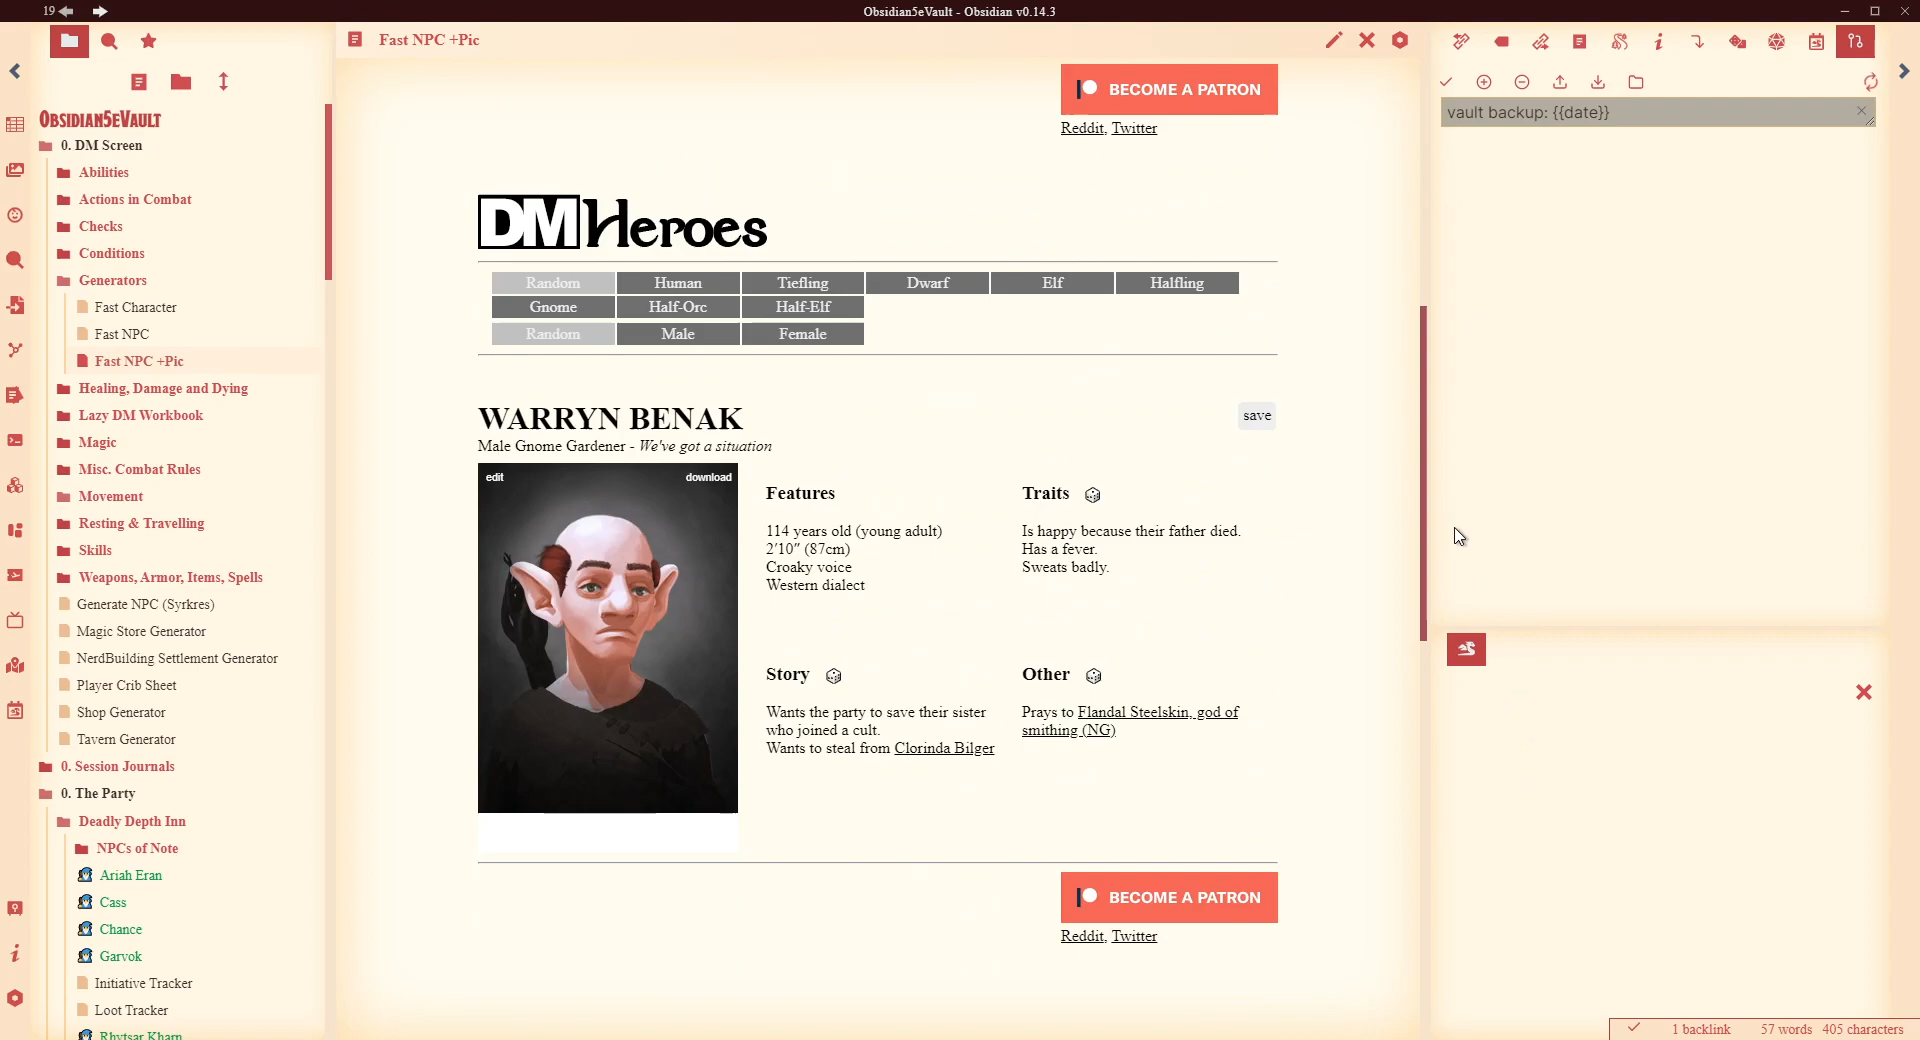 19
Obsidian5eVault - Obsidian v0.14.3
Fast NPC +Pic
Obsidian5eVault
0. DM Screen
Abilities
Actions in Combat
Checks
Conditions
Generators
Fast Character
Fast NPC
Fast NPC +Pic
Healing, Damage and Dying
Lazy DM Workbook
Magic
Misc. Combat Rules
Movement
Resting & Travelling
Skills
Weapons, Armor, Items, Spells
Generate NPC (Syrkres)
Magic Store Generator
NerdBuilding Settlement Generator
Player Crib Sheet
Shop Generator
Tavern Generator
0. Session Journals
0. The Party
Deadly Depth Inn
NPCs of Note
Ariah Eran
Cass
Chance
Garvok
Initiative Tracker
Loot Tracker
Rhytsar Kharn
BECOME A PATRON
Reddit, Twitter
DMHeroes
Random Human Tiefling Dwarf Elf Halfling
Gnome Half-Orc Half-Elf
Random Male Female
WARRYN BENAK
save
Male Gnome Gardener - We've got a situation
edit download
Features
114 years old (young adult)
2′10″ (87cm)
Croaky voice
Western dialect
Traits
Is happy because their father died.
Has a fever.
Sweats badly.
Story
Wants the party to save their sister
who joined a cult.
Wants to steal from Clorinda Bilger
Other
Prays to Flandal Steelskin, god of
smithing (NG)
BECOME A PATRON
Reddit, Twitter
vault backup: {{date}}
1 backlink 57 words 405 characters